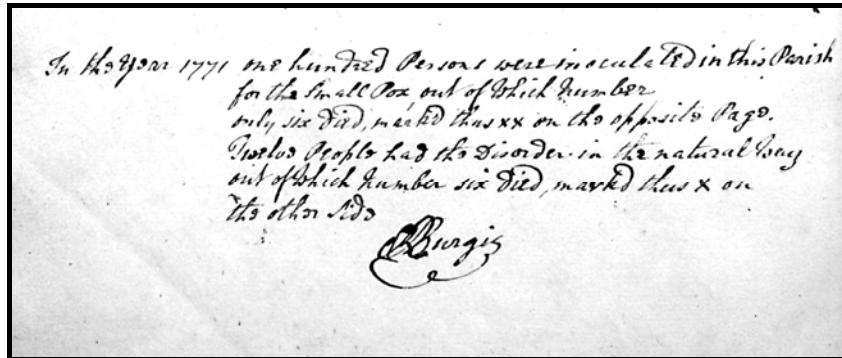 In the Year 1771 one hundred Persons were inoculated in this Parish
for the Small Pox, out of Which Number
only six Died, markd thus xx on the opposite Page.
Twelve People had the Disorder in the natural Way
out of Which Number six Died, markd thus x on
the other Side
Burgis